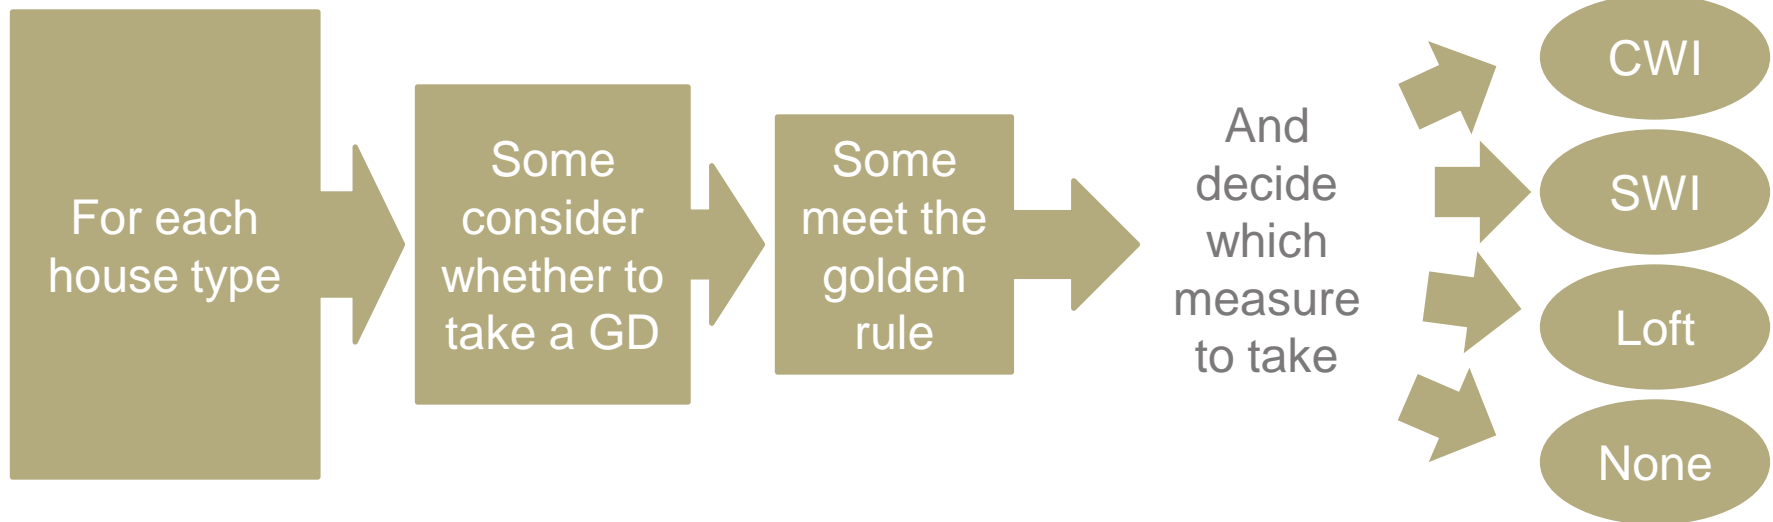 For each
house type
Some
consider
whether to
take a GD
Some
meet the
golden
rule
And
decide
which
measure
to take
CWI
SWI
Loft
None